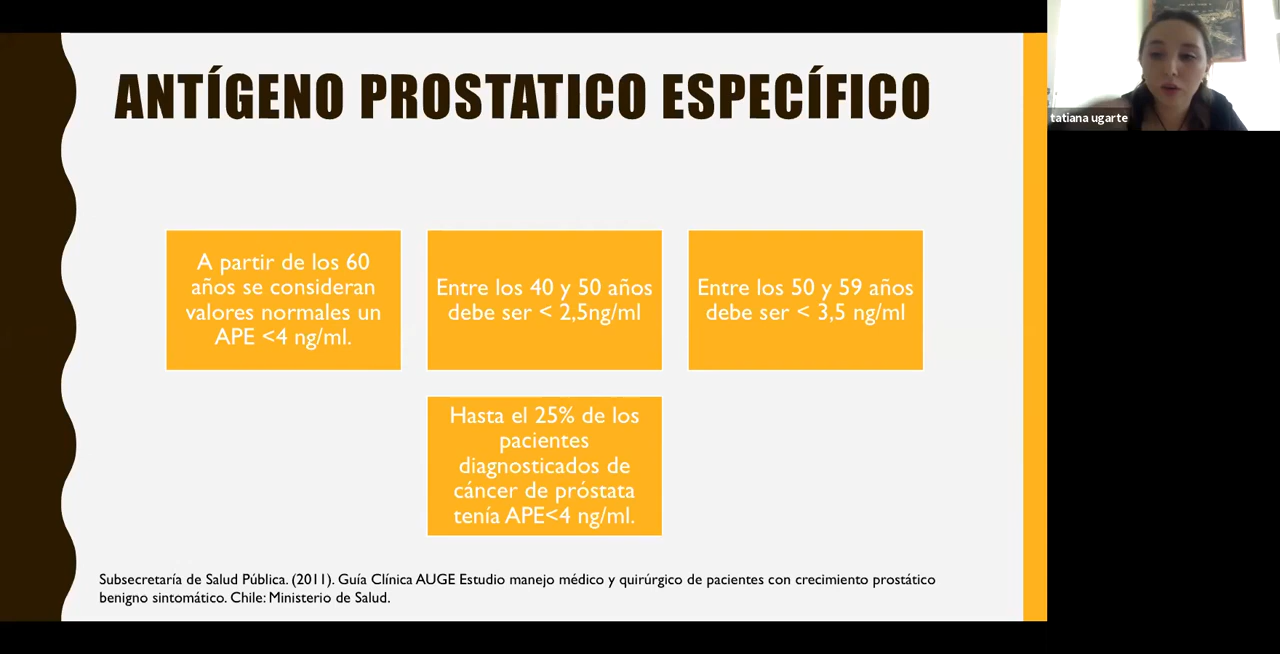 ANTÍGENO PROSTATICO ESPECÍFICO
tatiana ugarte
A partir de los 60
años se consideran
valores normales un
APE <4 ng/ml.
Entre los 40 y 50 años
debe ser < 2,5ng/ml
Entre los 50 y 59 años
debe ser < 3,5 ng/ml
Hasta el 25% de los
pacientes
diagnosticados de
cáncer de próstata
tenía APE<4 ng/ml.
Subsecretaría de Salud Pública. (2011). Guía Clínica AUGE Estudio manejo médico y quirúrgico de pacientes con crecimiento prostático
benigno sintomático. Chile: Ministerio de Salud.